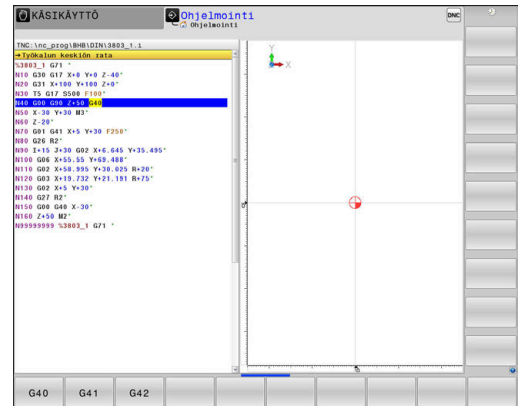 KÄSIKÄYTTÖ
Ohjelmointi
Ohjelmointi
DNC
TNC:\nc_prog\BHB\DIN\3803_1.i
→Työkalun keskiön rata
%3803_1 G71 *
N10 G30 G17 X+0 Y+0 Z-40*
N20 G31 X+100 Y+100 Z+0*
N30 T5 G17 S500 F100*
N40 G00 G90 Z+50 G40
N50 X-30 Y+30 M3*
N60 Z-20*
N70 G01 G41 X+5 Y+30 F250*
N80 G26 R2*
N90 I+15 J+30 G02 X+6.645 Y+35.495*
N100 G06 X+55.55 Y+69.488*
N110 G02 X+58.995 Y+30.025 R+20*
N120 G03 X+19.732 Y+21.191 R+75*
N130 G02 X+5 Y+30*
N140 G27 R2*
N150 G00 G40 X-30*
N160 Z+50 M2*
N99999999 %3803_1 G71 *
Y
X
0
0
G40 G41 G42